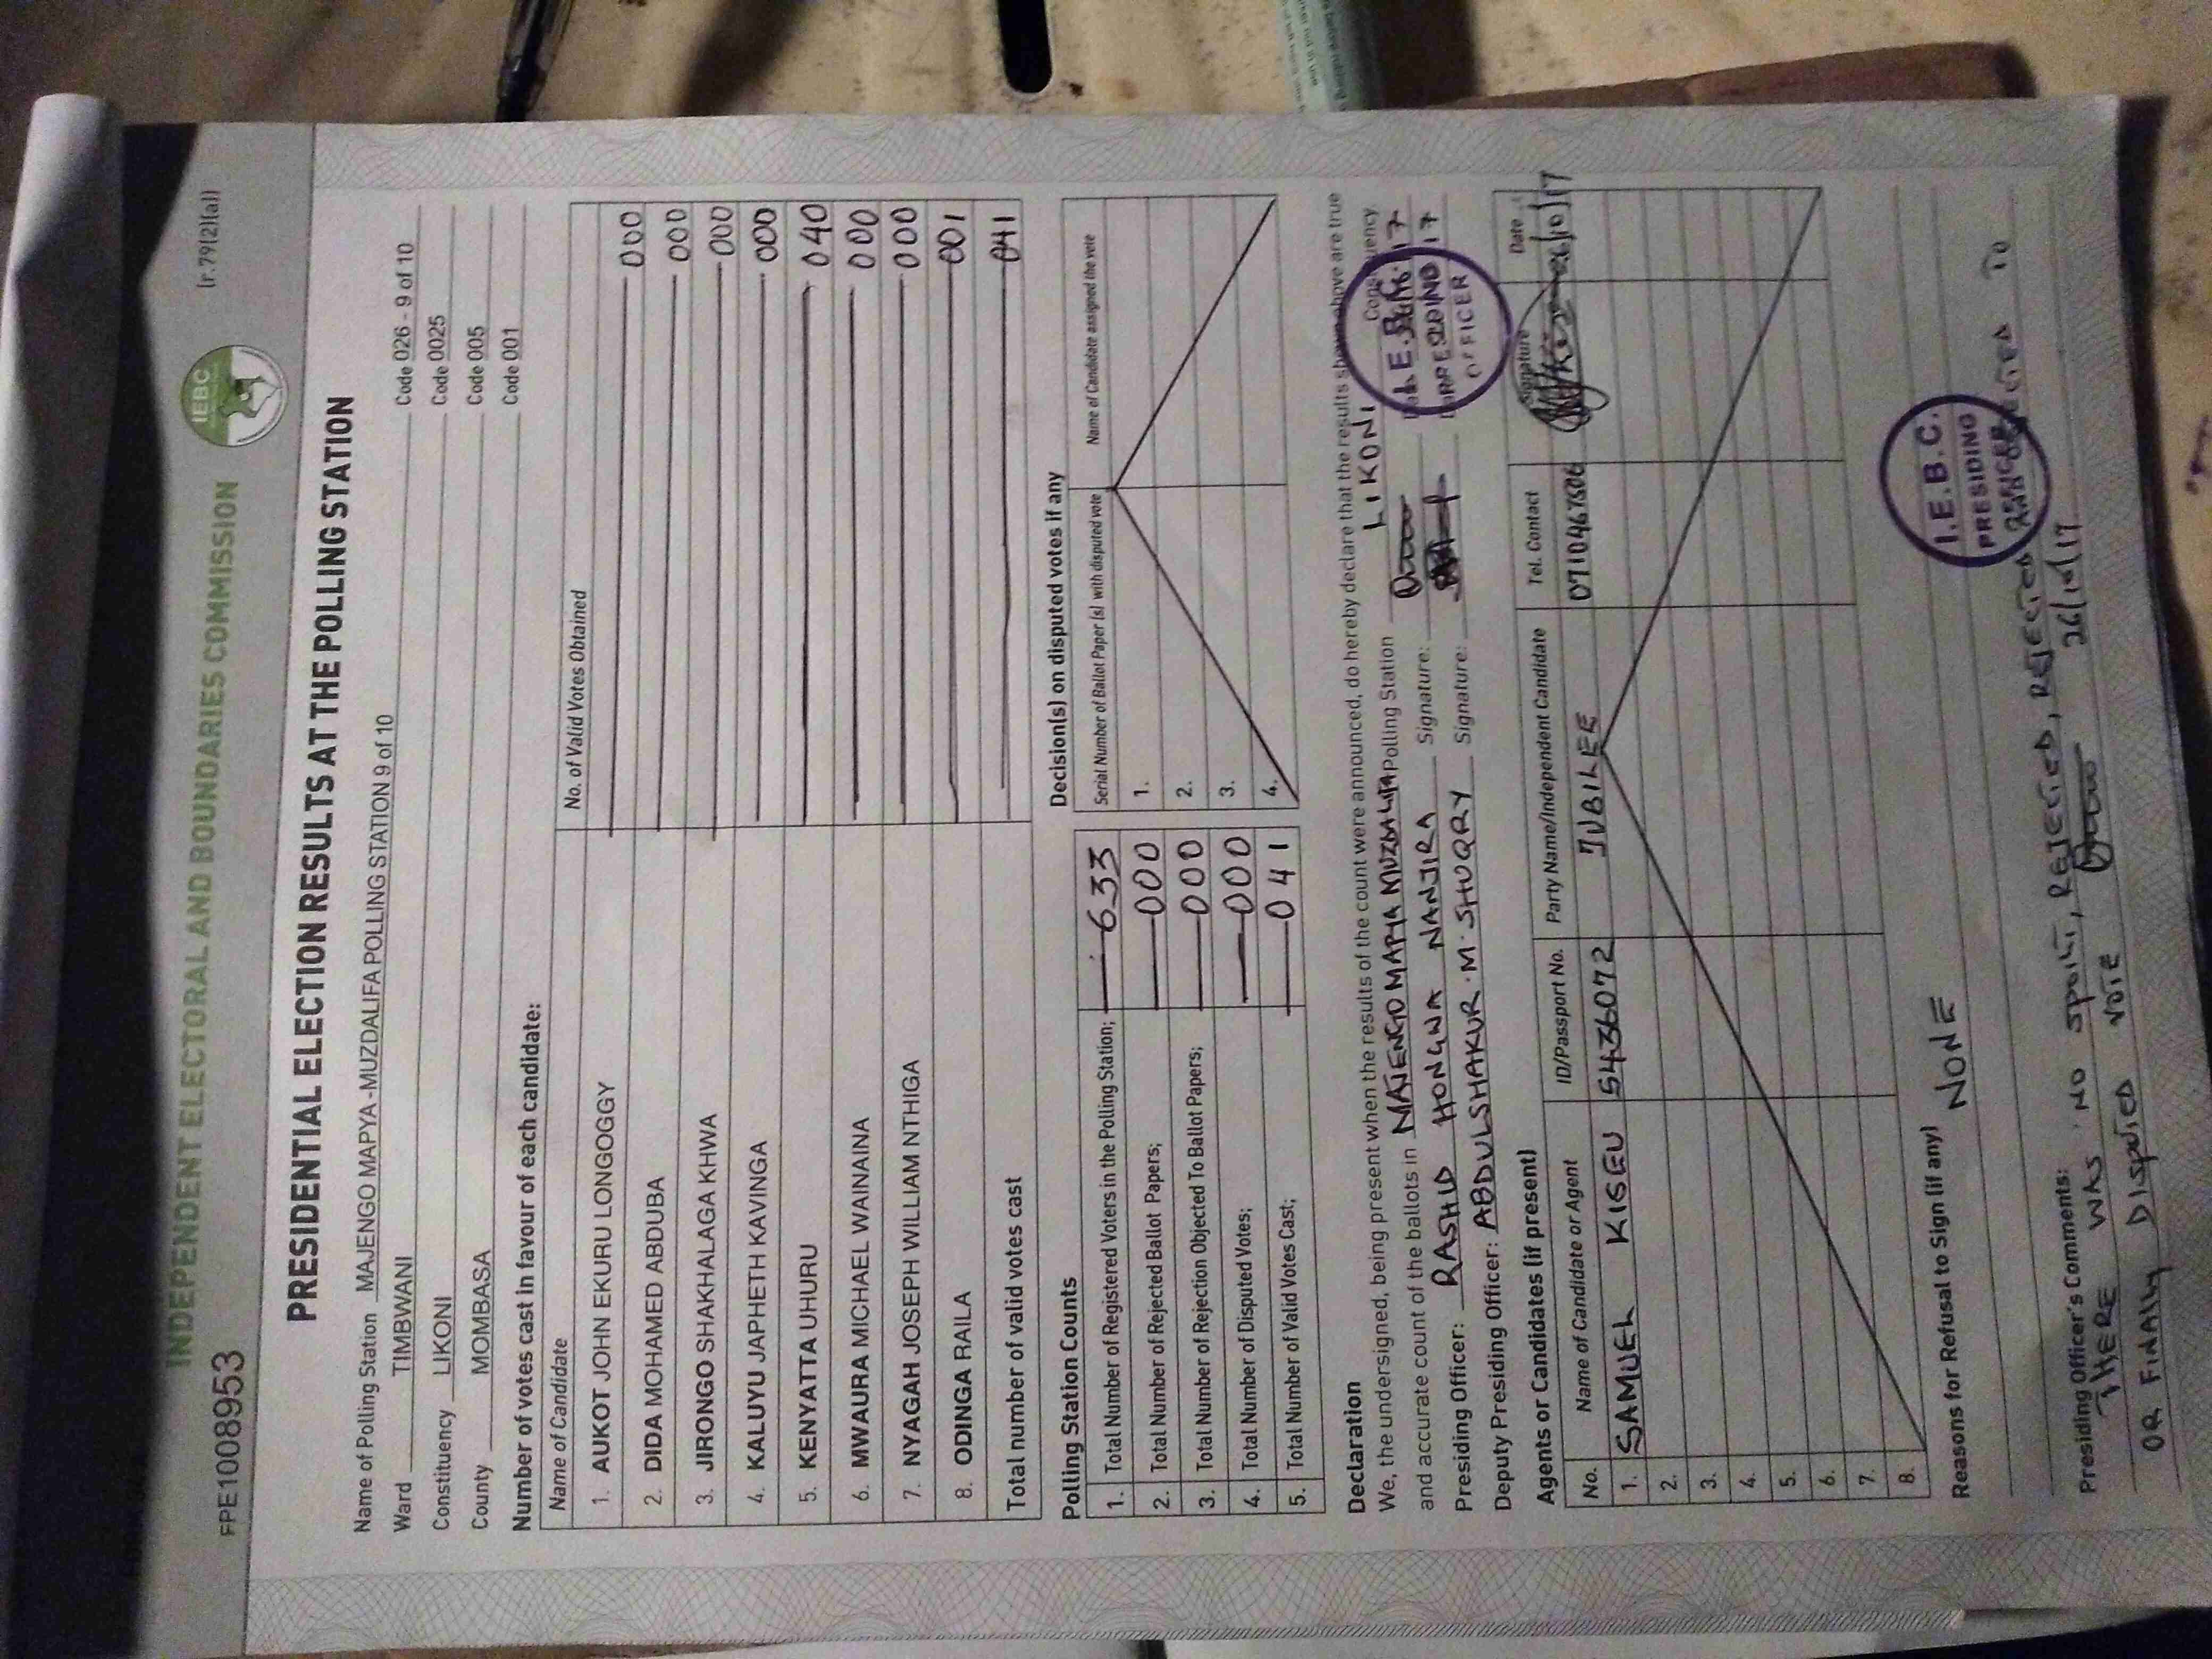 INDEPENDENT ELECTORAL AND BOUNDARIES COMMISSION
IEBC
FPE1008953
(r.79(2)(a))
PRESIDENTIAL ELECTION RESULTS AT THE POLLING STATION
Name of Polling Station MAJENGO MAPYA-MUZDALIFA POLLING STATION 9 of 10 Code 026 - 9 of 10
Ward TIMBWANI Code 0025
Constituency LIKONI Code 005
County MOMBASA Code 001
Number of votes cast in favour of each candidate:
Name of Candidate No. of Valid Votes Obtained
1. AUKOT JOHN EKURU LONGOGGY 000
2. DIDA MOHAMED ABDUBA 000
3. JIRONGO SHAKHALAGA KHWA 000
4. KALUYU JAPHETH KAVINGA 000
5. KENYATTA UHURU 040
6. MWAURA MICHAEL WAINAINA 000
7. NYAGAH JOSEPH WILLIAM NTHIGA 000
8. ODINGA RAILA 001
Total number of valid votes cast 041
Polling Station Counts
1. Total Number of Registered Voters in the Polling Station; 633
2. Total Number of Rejected Ballot Papers; 000
3. Total Number of Rejection Objected To Ballot Papers; 000
4. Total Number of Disputed Votes; 000
5. Total Number of Valid Votes Cast; 041
Decision(s) on disputed votes if any
Serial Number of Ballot Paper (s) with disputed vote Name of Candidate assigned the vote
1.
2.
3.
4.
Declaration
We, the undersigned, being present when the results of the count were announced, do hereby declare that the results shown above are true
and accurate count of the ballots in MAJENGO MAPYA MUZDALIFA Polling Station LIKONI Constituency.
Presiding Officer: RASHID HONGWA NANJIRA Signature:
Deputy Presiding Officer: ABDULSHAKUR.M.SHUQRY Signature:
I.E.B.C.
PRESIDING
OFFICER
Agents or Candidates (if present)
No. Name of Candidate or Agent ID/Passport No. Party Name/Independent Candidate Tel. Contact Signature Date
1. SAMUEL KIGEU 5436072 JUBILEE 0710467606
2.
3.
4.
5.
6.
7.
8.
Reasons for Refusal to Sign (if any) NONE
I.E.B.C.
PRESIDING
OFFICER
Presiding Officer's Comments:
THERE WAS NO SPOILT, REJECTED, REJECTED TO
OR FINALLY DISPUTED VOTE 26/10/17